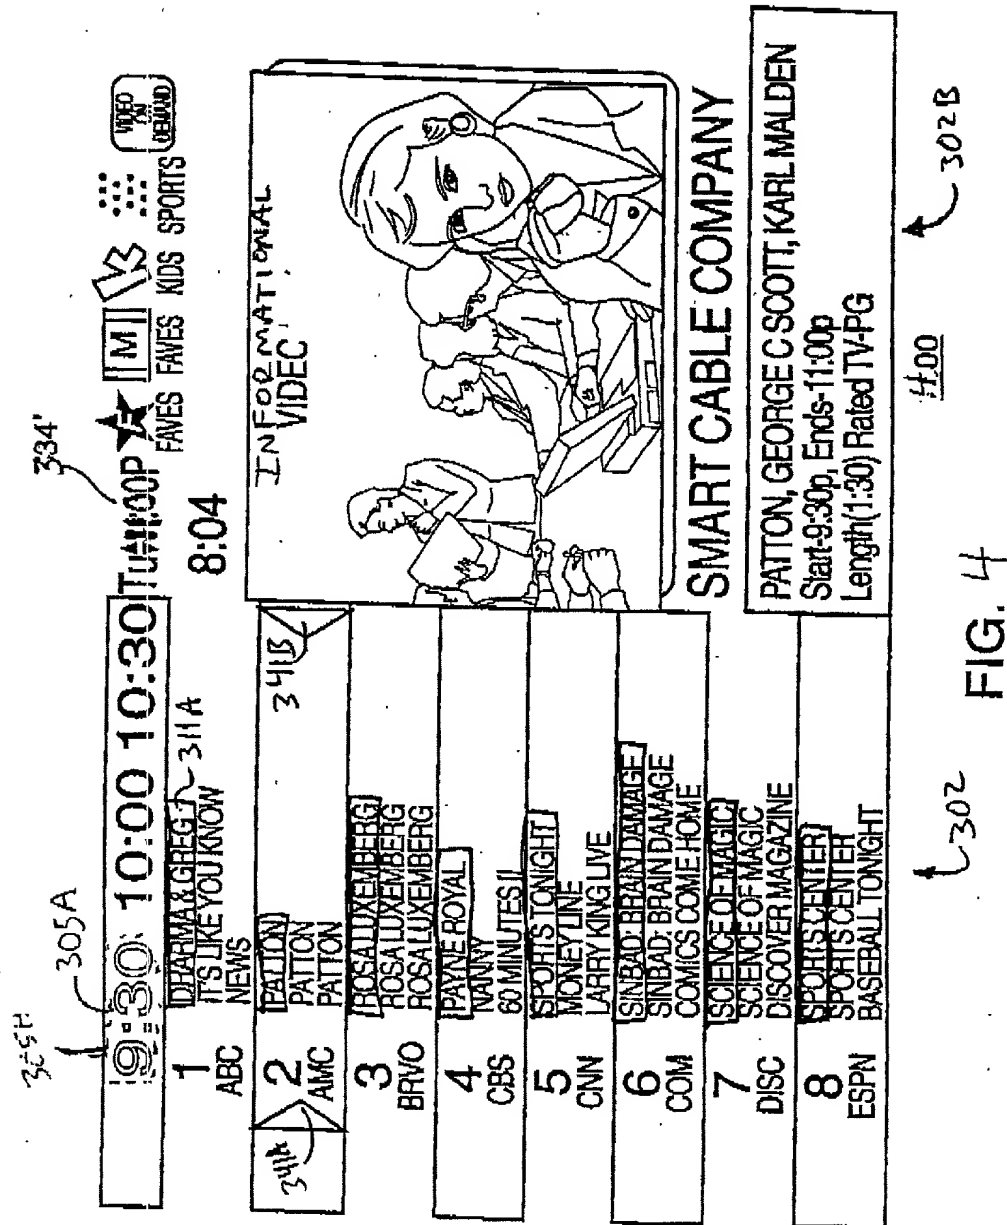 305A
9:30 10:00 10:30
334'
FAVES FAVES KIDS SPORTS
M
VIDEO
ON
DEMAND
8:04
1
ABC
DHARMA & GREG
IT'S LIKE YOU KNOW
NEWS
311A
341A
2
AMC
PATTON
PATTON
PATTON
341B
3
BRVO
ROSA LUXEMBERG
ROSA LUXEMBERG
ROSA LUXEMBERG
4
CBS
PAYNE ROYAL
NANNY
60 MINUTES II
5
CNN
SPORTS TONIGHT
MONEY LINE
LARRY KING LIVE
6
COM
SINBAD: BRAIN DAMAGE
SINBAD: BRAIN DAMAGE
COMICS COME HOME
7
DISC
SCIENCE OF MAGIC
SCIENCE OF MAGIC
DISCOVER MAGAZINE
8
ESPN
SPORTS CENTER
SPORTS CENTER
BASEBALL TONIGHT
INFORMATIONAL
VIDEO
SMART CABLE COMPANY
PATTON, GEORGE C SCOTT, KARL MALDEN
Start-9:30p, Ends-11:00p
Length(1:30) Rated TV-PG
302
302B
400
FIG. 4